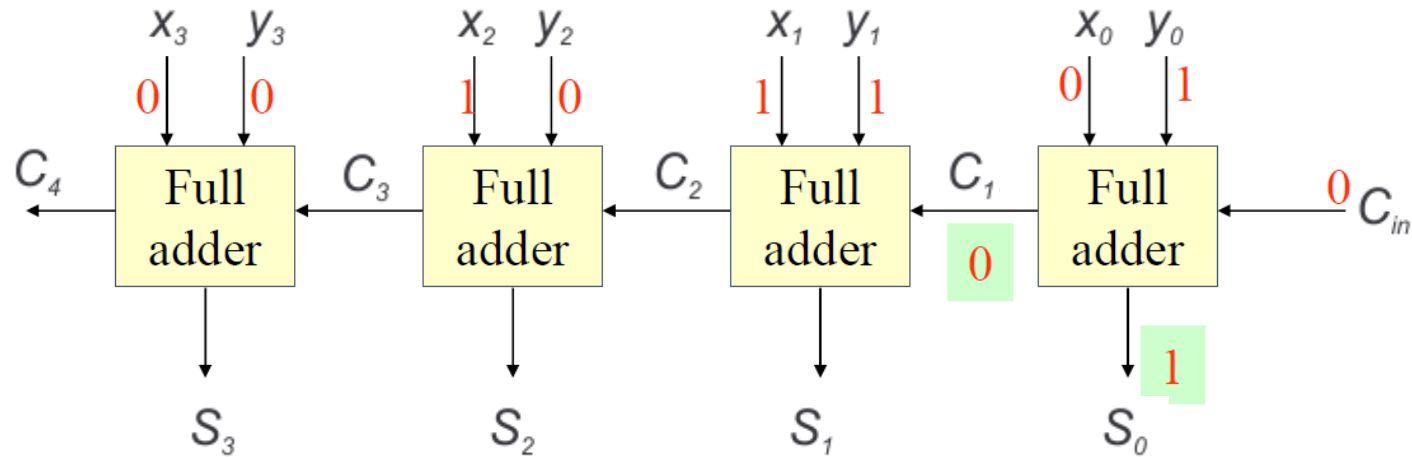 x₃ y₃ x₂ y₂ x₁ y₁ x₀ y₀
0 0 1 0 1 1 0 1
C₄ Full adder C₃ Full adder C₂ Full adder C₁ Full adder 0 C_in
0
1
S₃ S₂ S₁ S₀